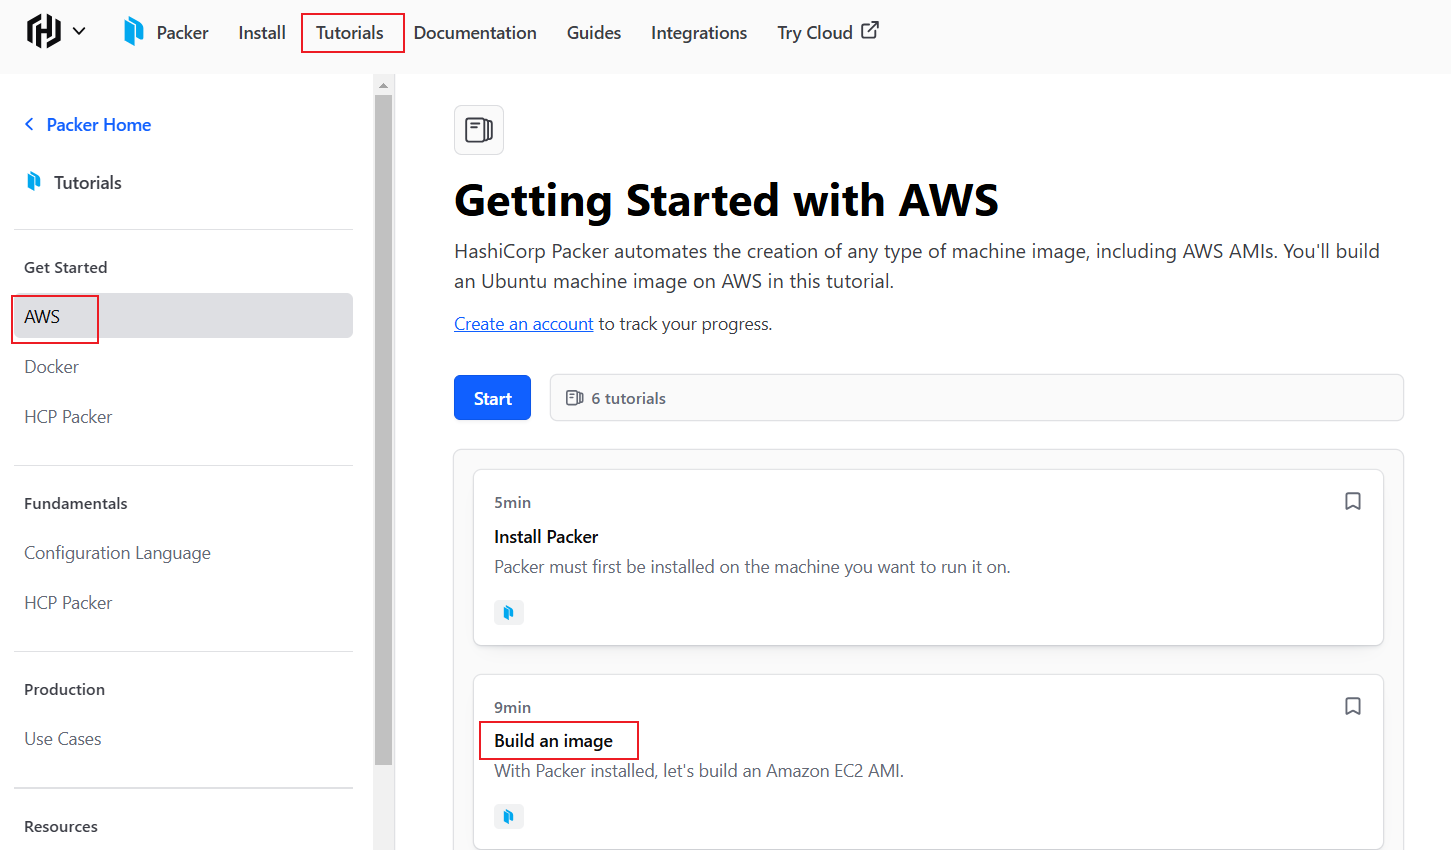 Packer Install Tutorials Documentation Guides Integrations Try Cloud
Packer Home
Tutorials
Get Started
AWS
Docker
HCP Packer
Fundamentals
Configuration Language
HCP Packer
Production
Use Cases
Resources
Getting Started with AWS
HashiCorp Packer automates the creation of any type of machine image, including AWS AMIs. You'll build
an Ubuntu machine image on AWS in this tutorial.
Create an account to track your progress.
Start
6 tutorials
5min
Install Packer
Packer must first be installed on the machine you want to run it on.
9min
Build an image
With Packer installed, let's build an Amazon EC2 AMI.